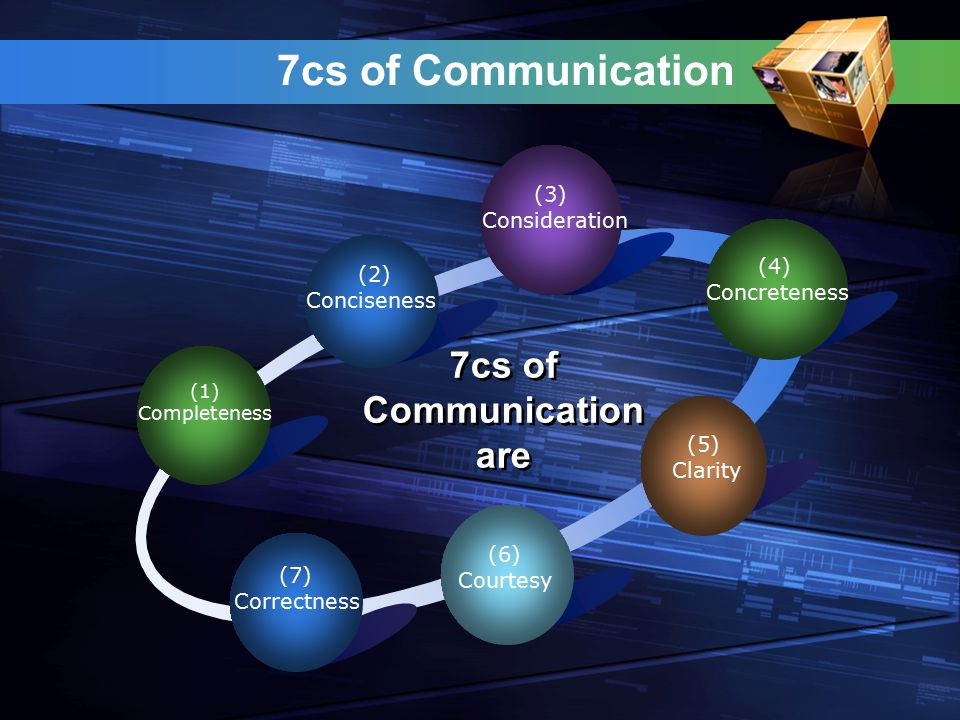 7cs of Communication
(3)
Consideration
(4)
Concreteness
(2)
Conciseness
7cs of
Communication
are
(1)
Completeness
(5)
Clarity
(6)
Courtesy
(7)
Correctness